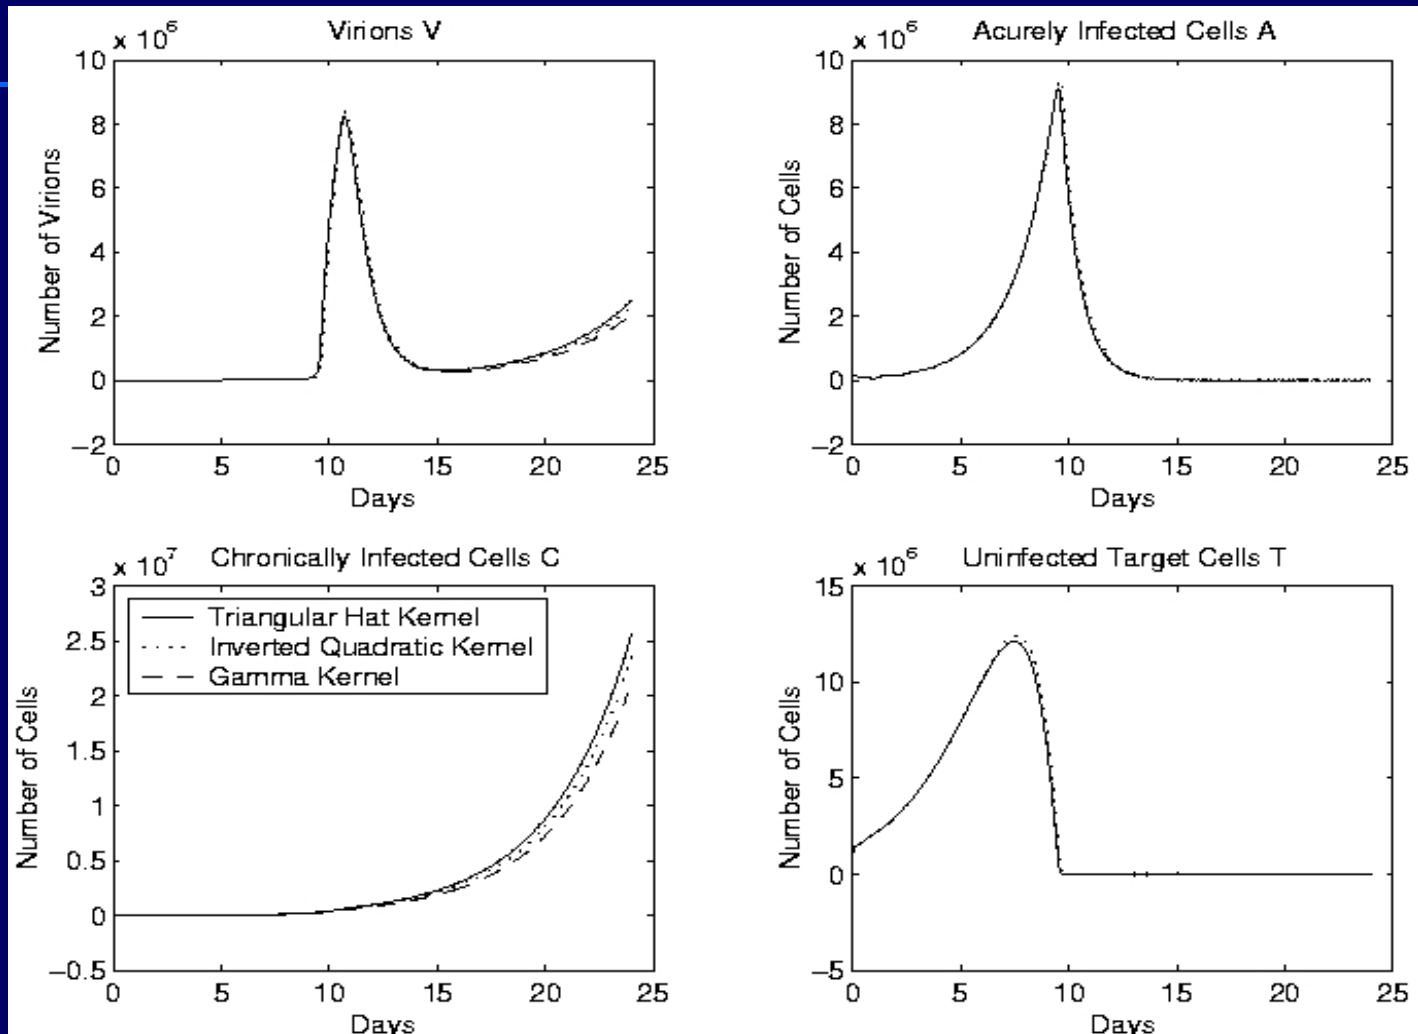 x 10^6 Virions V
10
8
6
4
2
0
−2
Number of Virions
0 5 10 15 20 25
Days
x 10^6 Acurely Infected Cells A
10
8
6
4
2
0
−2
Number of Cells
0 5 10 15 20 25
Days
x 10^7 Chronically Infected Cells C
3
2.5
2
1.5
1
0.5
0
−0.5
Number of Cells
Triangular Hat Kernel
Inverted Quadratic Kernel
Gamma Kernel
0 5 10 15 20 25
Days
x 10^6 Uninfected Target Cells T
15
10
5
0
−5
Number of Cells
0 5 10 15 20 25
Days